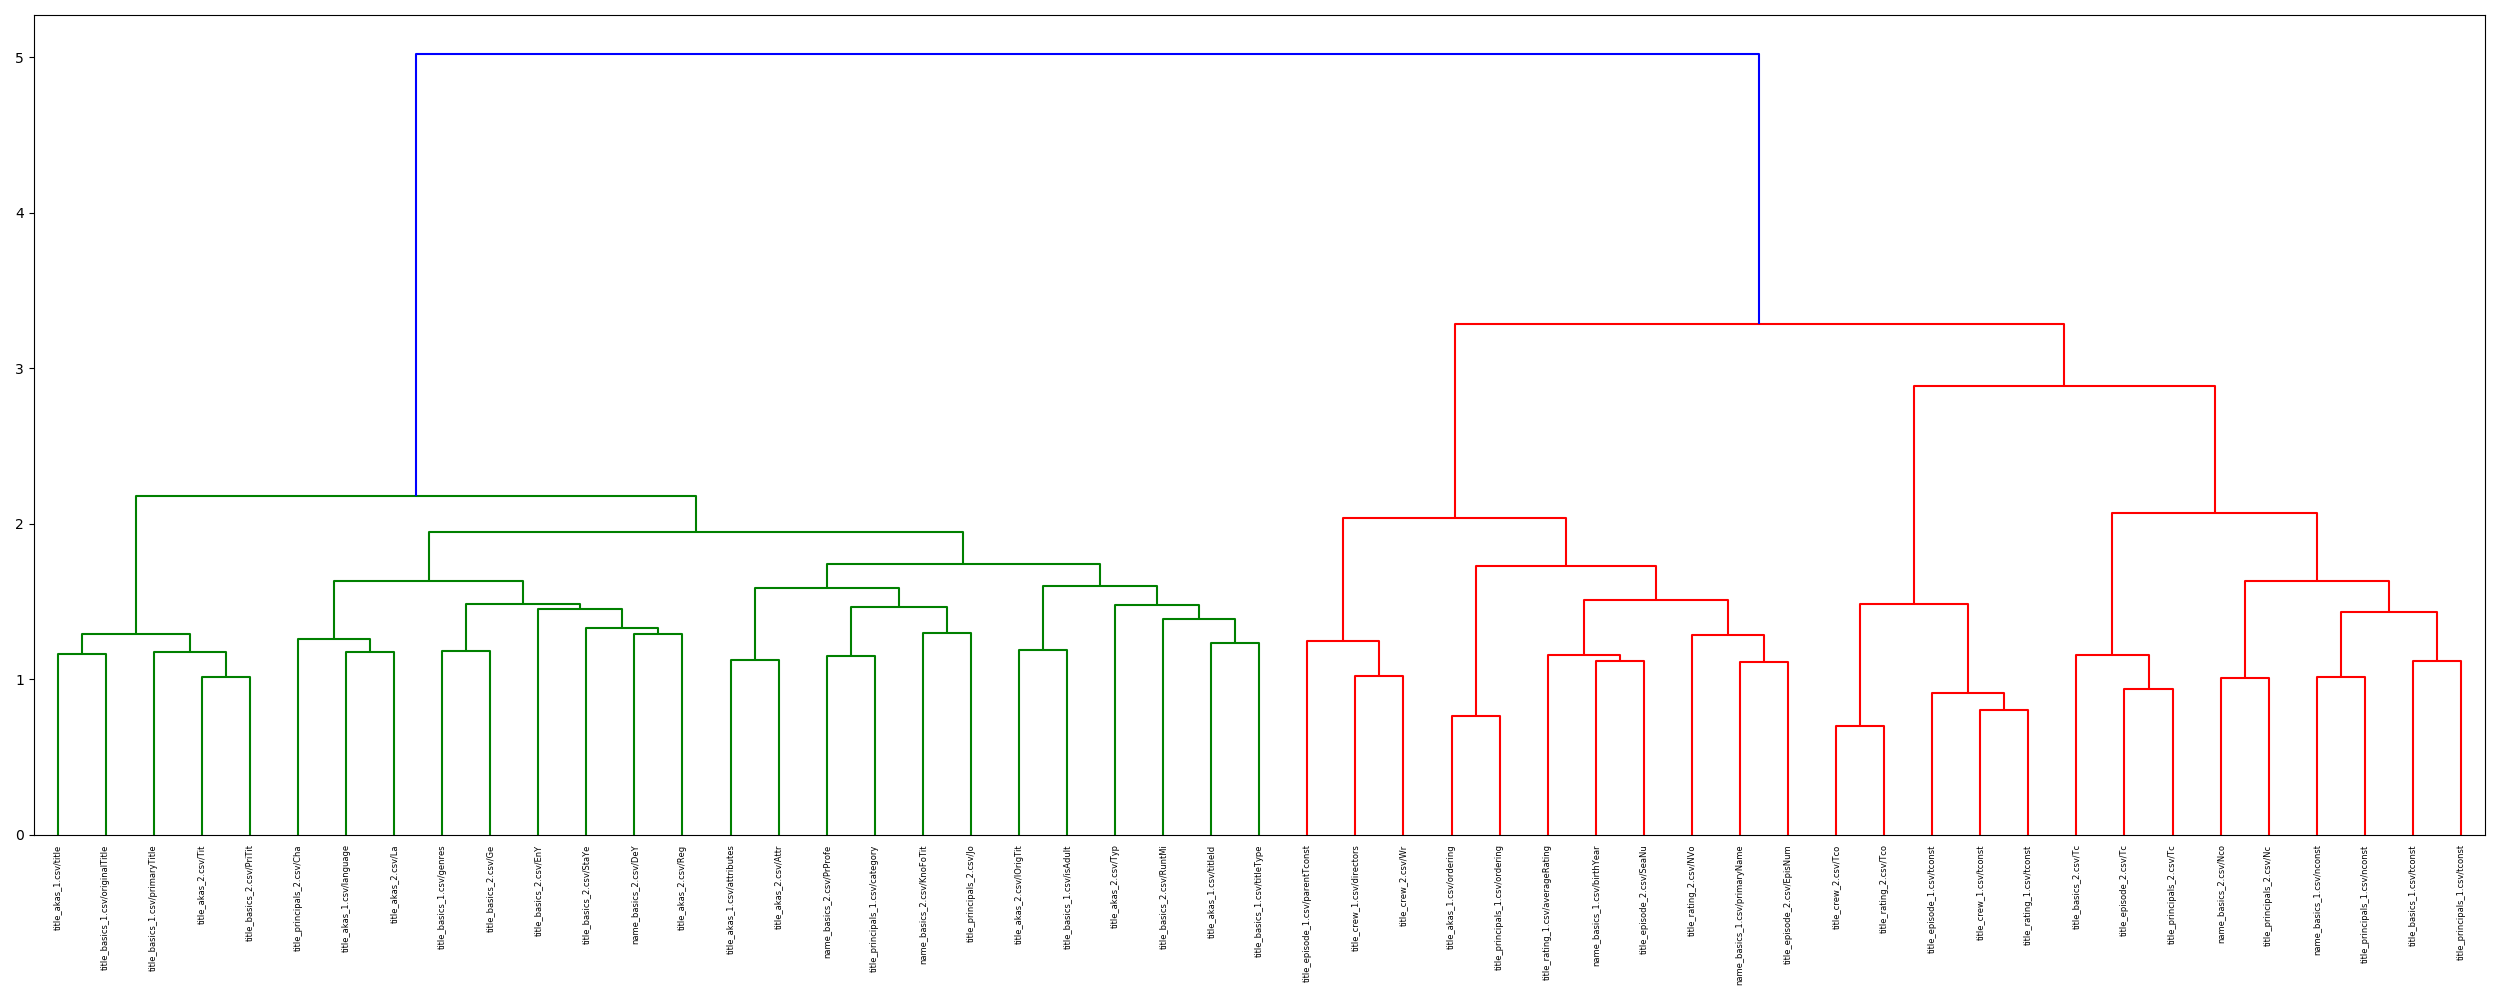 5
4
3
2
1
0
title_akas_1.csv/title
title_basics_1.csv/originalTitle
title_basics_1.csv/primaryTitle
title_akas_2.csv/Tit
title_basics_2.csv/PriTit
title_principals_2.csv/Cha
title_akas_1.csv/language
title_akas_2.csv/La
title_basics_1.csv/genres
title_basics_2.csv/Ge
title_basics_2.csv/EnY
title_basics_2.csv/StaYe
name_basics_2.csv/DeY
title_akas_2.csv/Reg
title_akas_1.csv/attributes
title_akas_2.csv/Attr
name_basics_2.csv/PrProfe
title_principals_1.csv/category
name_basics_2.csv/KnoFoTit
title_principals_2.csv/Jo
title_akas_2.csv/IOrigTit
title_basics_1.csv/isAdult
title_akas_2.csv/Typ
title_basics_2.csv/RuntMi
title_akas_1.csv/titleId
title_basics_1.csv/titleType
title_episode_1.csv/parentTconst
title_crew_1.csv/directors
title_crew_2.csv/Wr
title_akas_1.csv/ordering
title_principals_1.csv/ordering
title_rating_1.csv/averageRating
name_basics_1.csv/birthYear
title_episode_2.csv/SeaNu
title_rating_2.csv/NVo
name_basics_1.csv/primaryName
title_episode_2.csv/EpisNum
title_crew_2.csv/Tco
title_rating_2.csv/Tco
title_episode_1.csv/tconst
title_crew_1.csv/tconst
title_rating_1.csv/tconst
title_basics_2.csv/Tc
title_episode_2.csv/Tc
title_principals_2.csv/Tc
name_basics_2.csv/Nco
title_principals_2.csv/Nc
name_basics_1.csv/nconst
title_principals_1.csv/nconst
title_basics_1.csv/tconst
title_principals_1.csv/tconst